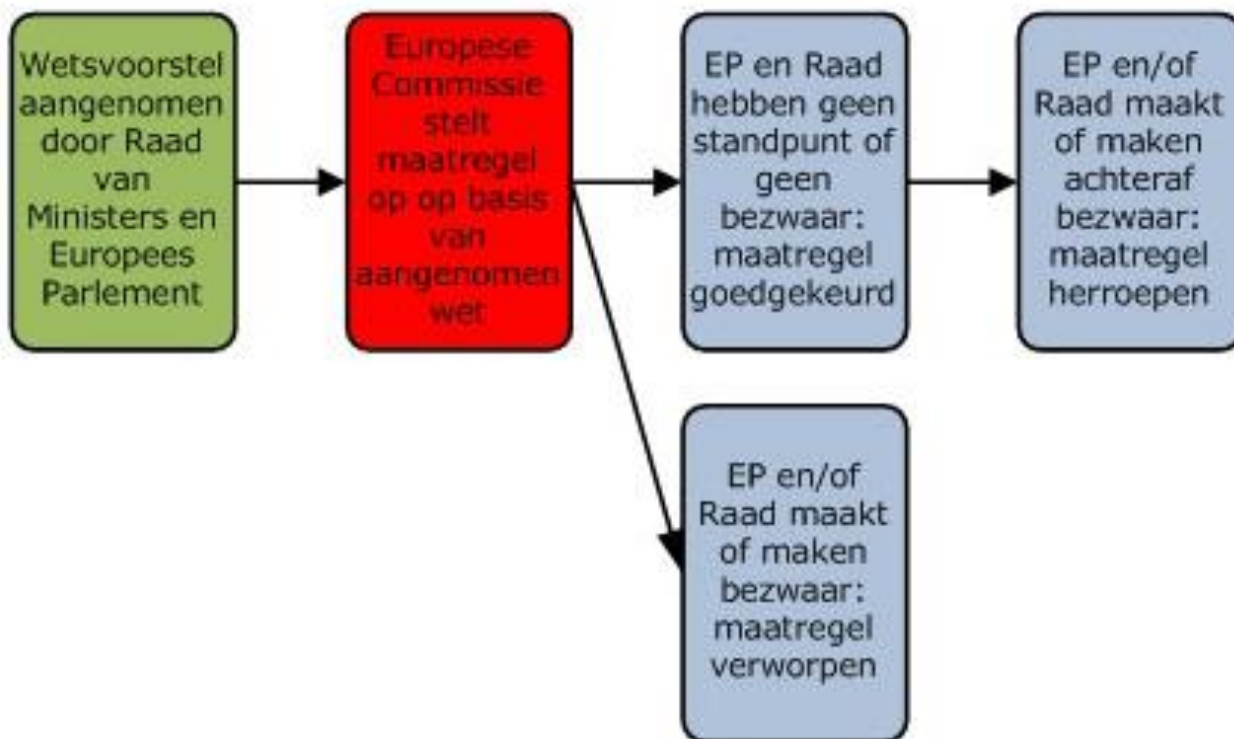 Wetsvoorstel
aangenomen
door Raad
van
Ministers en
Europees
Parlement
Europese
Commissie
stelt
maatregel
op op basis
van
aangenomen
wet
EP en Raad
hebben geen
standpunt of
geen
bezwaar:
maatregel
goedgekeurd
EP en/of
Raad maakt
of maken
achteraf
bezwaar:
maatregel
herroepen
EP en/of
Raad maakt
of maken
bezwaar:
maatregel
verworpen